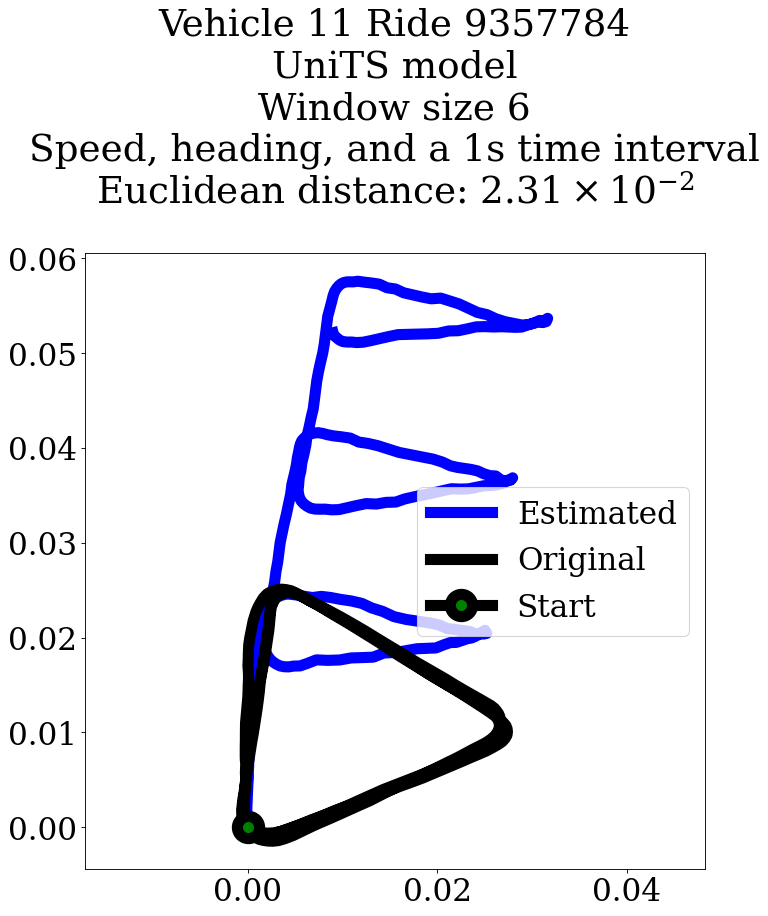 Vehicle 11 Ride 9357784
UniTS model
Window size 6
Speed, heading, and a 1s time interval
Euclidean distance: 2.31 × 10⁻²
0.06
0.05
0.04
0.03
0.02
0.01
0.00
Estimated
Original
Start
0.00 0.02 0.04